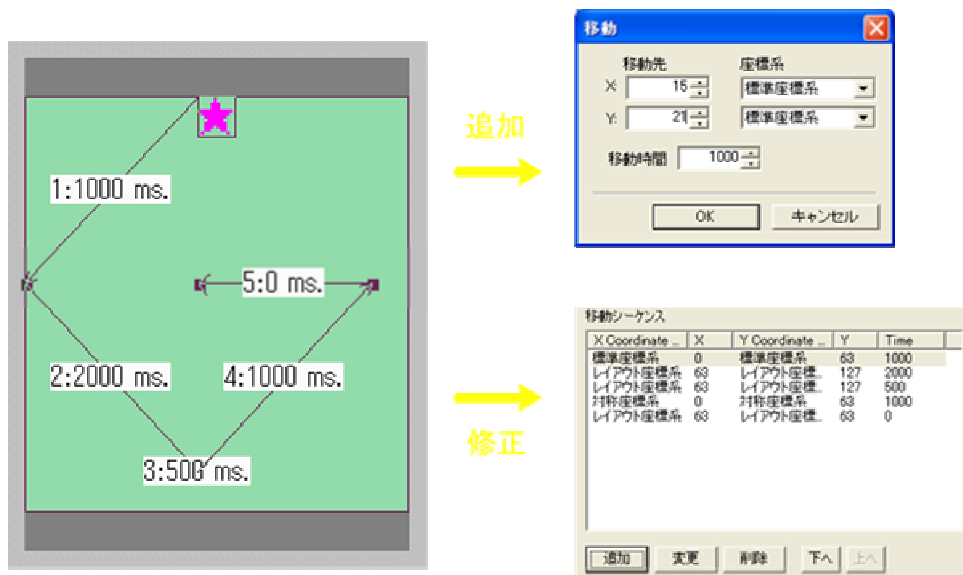 1:1000 ms.
5:0 ms.
2:2000 ms.
4:1000 ms.
3:500 ms.
追加
修正
移動
移動先
座標系
X:
15
標準座標系
Y:
21
標準座標系
移動時間
1000
OK
キャンセル
移動シーケンス
X Coordinate ... X Y Coordinate ... Y Time
標準座標系 0 標準座標系 63 1000
レイアウト座標系 63 レイアウト座標... 127 2000
レイアウト座標系 63 レイアウト座標... 127 500
対称座標系 0 対称座標系 63 1000
レイアウト座標系 63 レイアウト座標... 63 0
追加
変更
削除
下へ
上へ